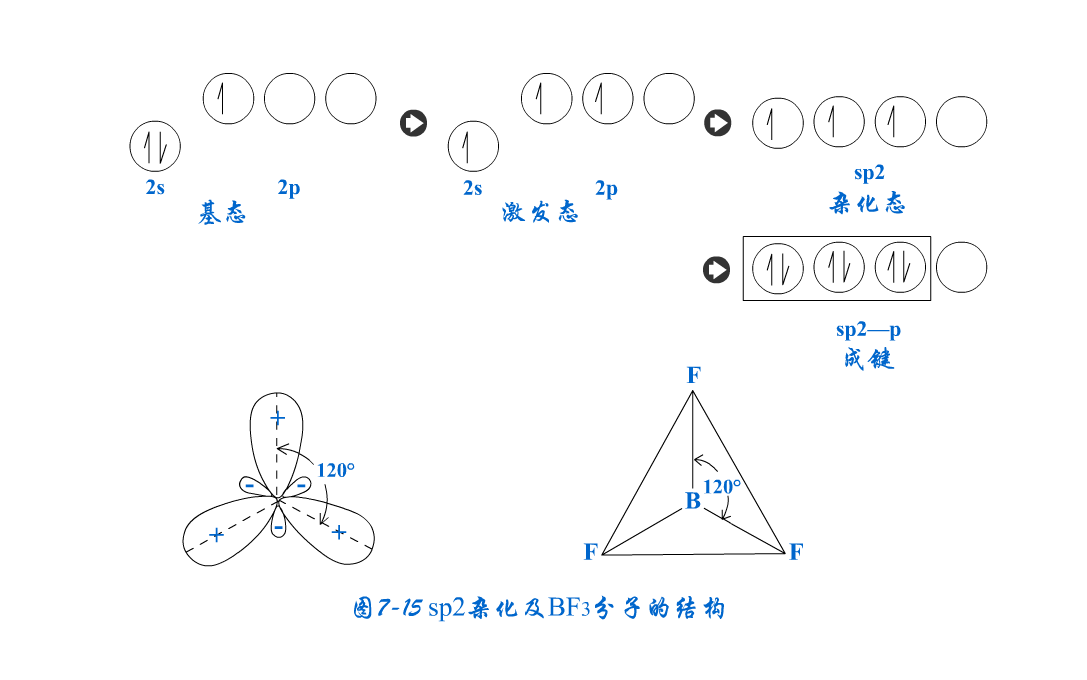 2s
2p
基态
2s
2p
激发态
sp2
杂化态
sp2—p
成键
+
120°
-
-
+
-
+
F
120°
B
F
F
图7-15 sp2杂化及BF3分子的结构